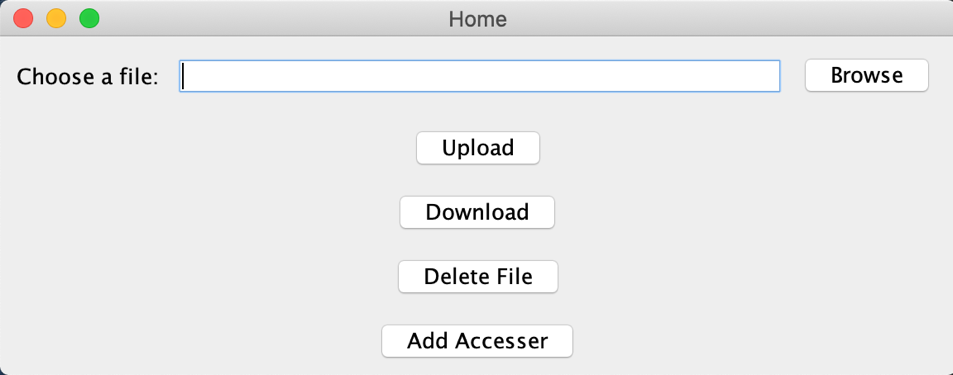 Home
Choose a file: Browse
Upload
Download
Delete File
Add Accesser